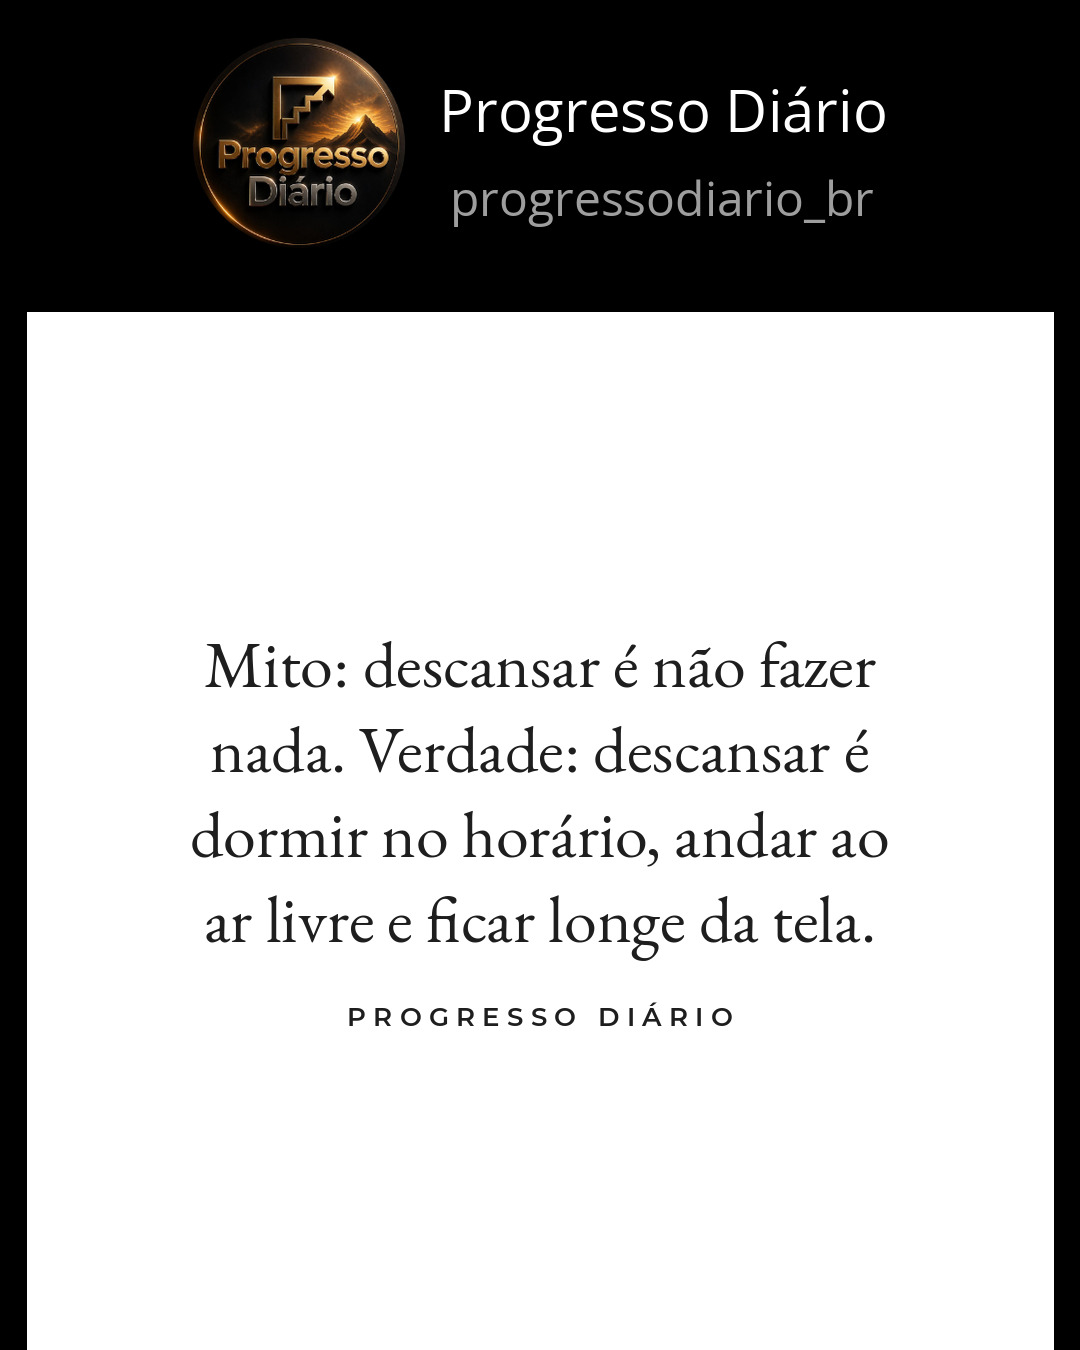 Progresso
Diário
Progresso Diário
progressodiario_br
Mito: descansar é não fazer
nada. Verdade: descansar é
dormir no horário, andar ao
ar livre e ficar longe da tela.
PROGRESSO DIÁRIO